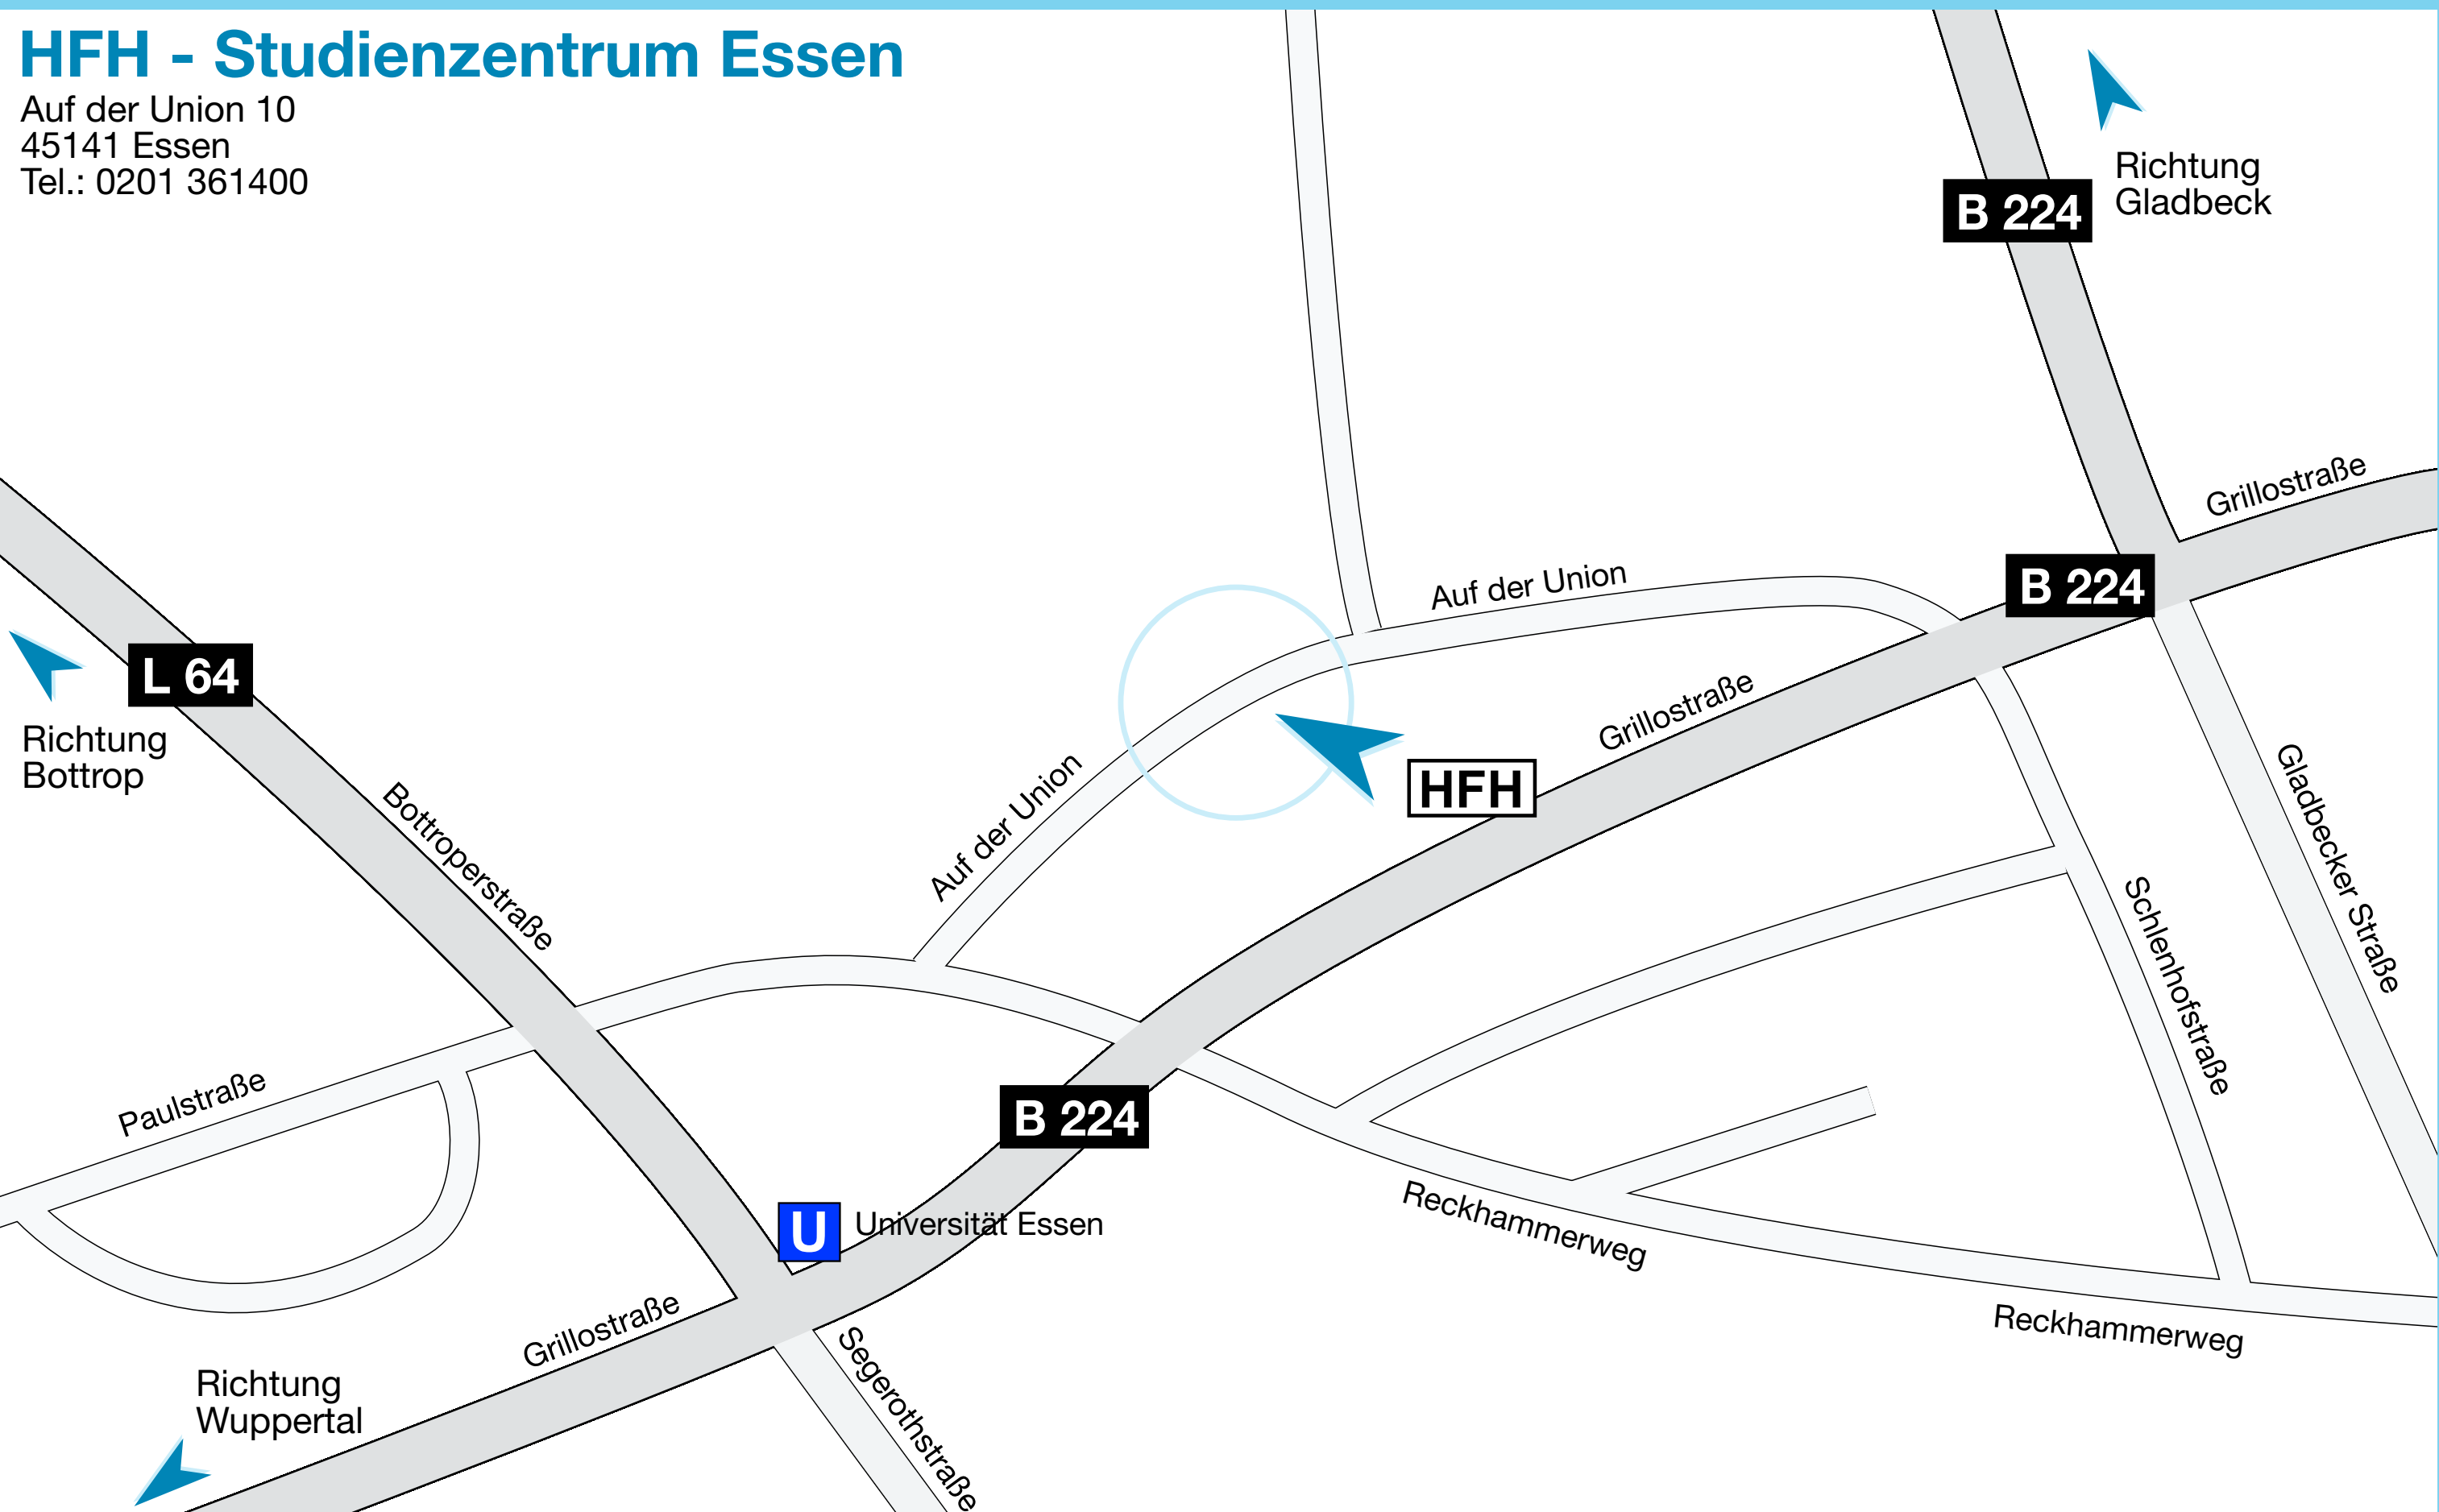 HFH - Studienzentrum Essen
Auf der Union 10
45141 Essen
Tel.: 0201 361400
Richtung
Gladbeck
B 224
Grillostraße
B 224
Auf der Union
L 64
Richtung
Bottrop
Grillostraße
HFH
Auf der Union
Bottroperstraße
Gladbecker Straße
Schlenhofstraße
Paulstraße
B 224
U Universität Essen
Reckhammerweg
Reckhammerweg
Grillostraße
Segerothstraße
Richtung
Wuppertal